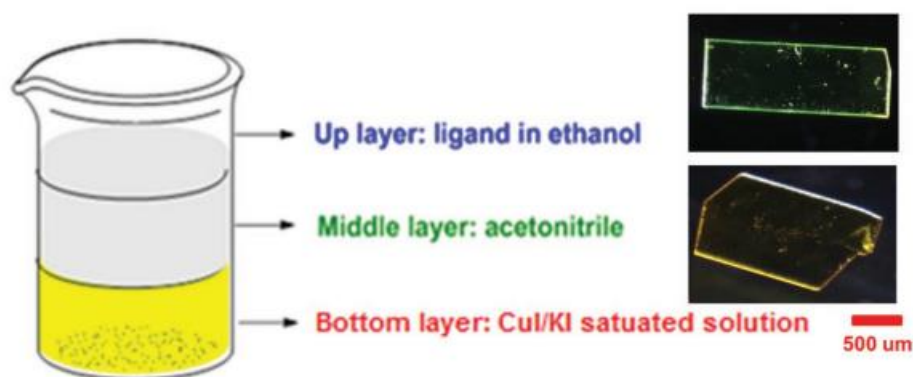 Up layer: ligand in ethanol
Middle layer: acetonitrile
Bottom layer: CuI/KI satuated solution
500 um